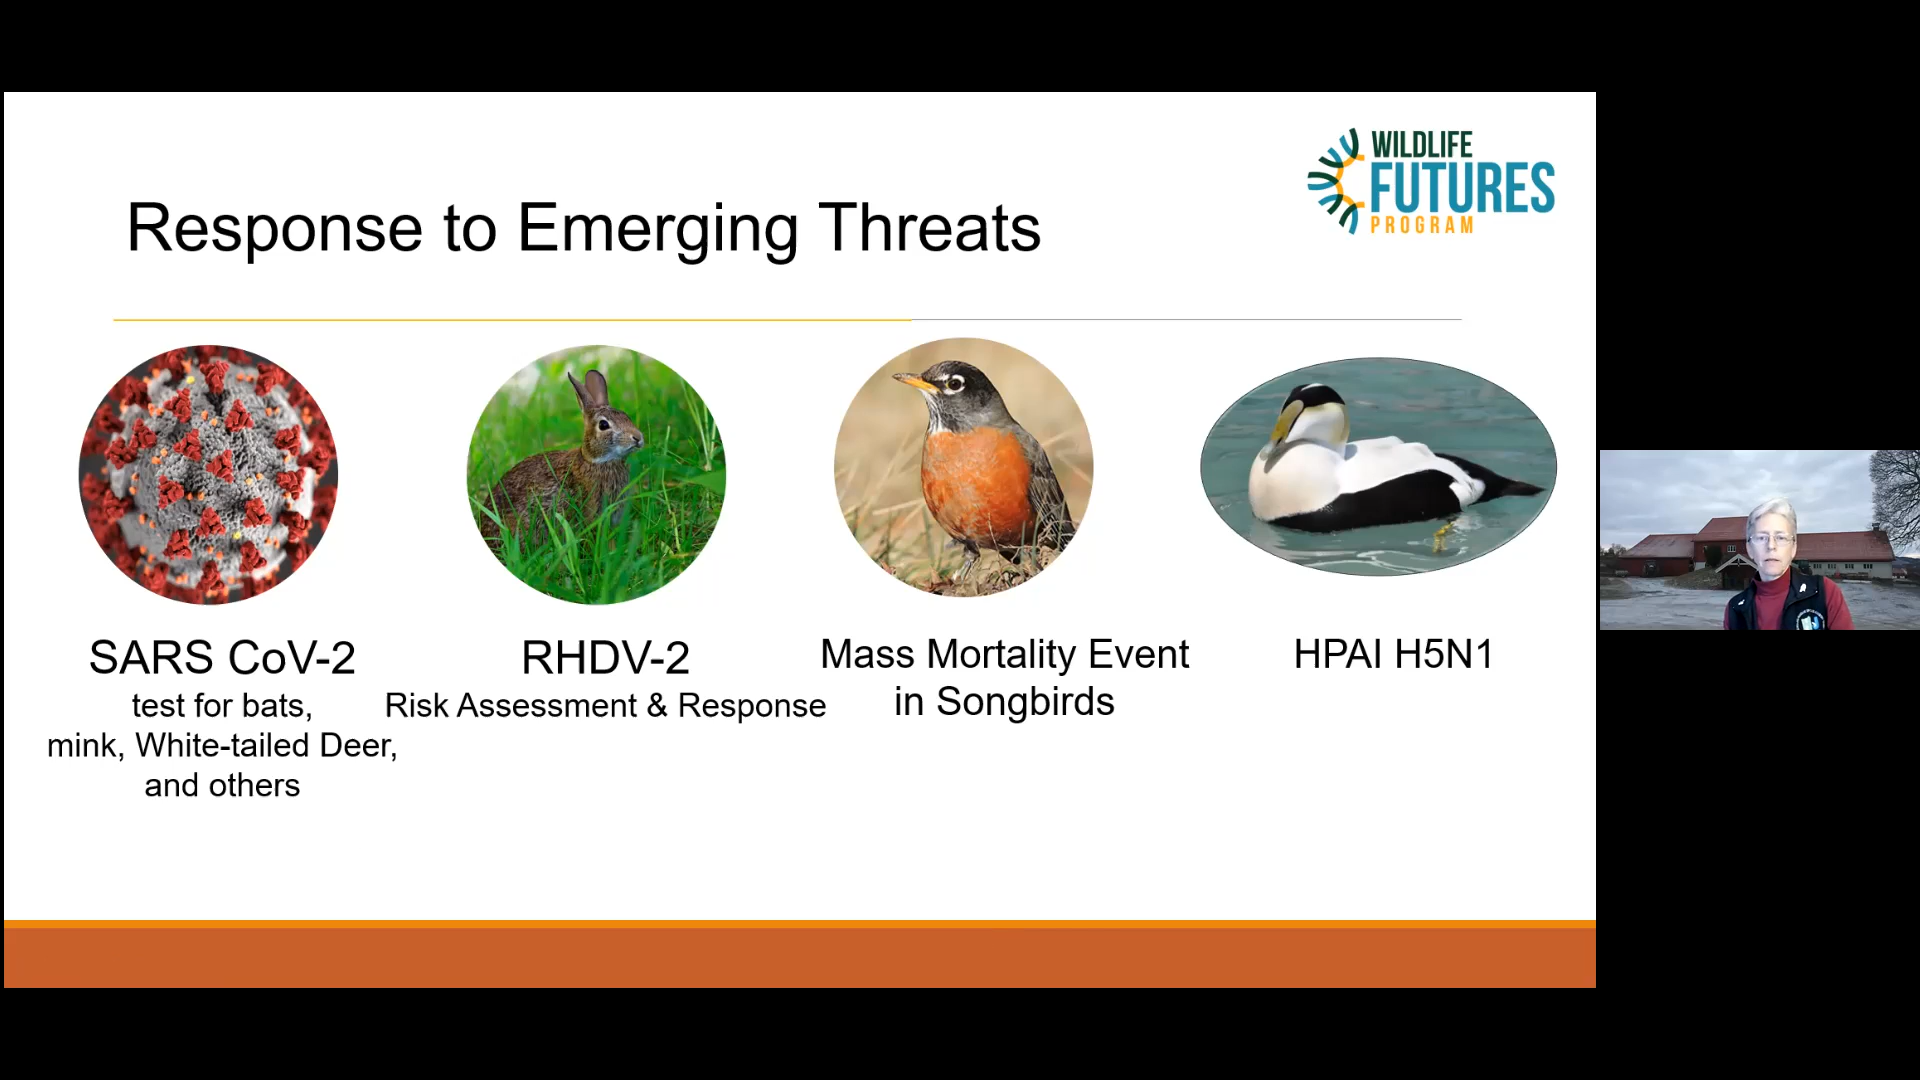 WILDLIFE
FUTURES
PROGRAM
Response to Emerging Threats
SARS CoV-2
test for bats,
mink, White-tailed Deer,
and others
RHDV-2
Risk Assessment & Response
Mass Mortality Event
in Songbirds
HPAI H5N1